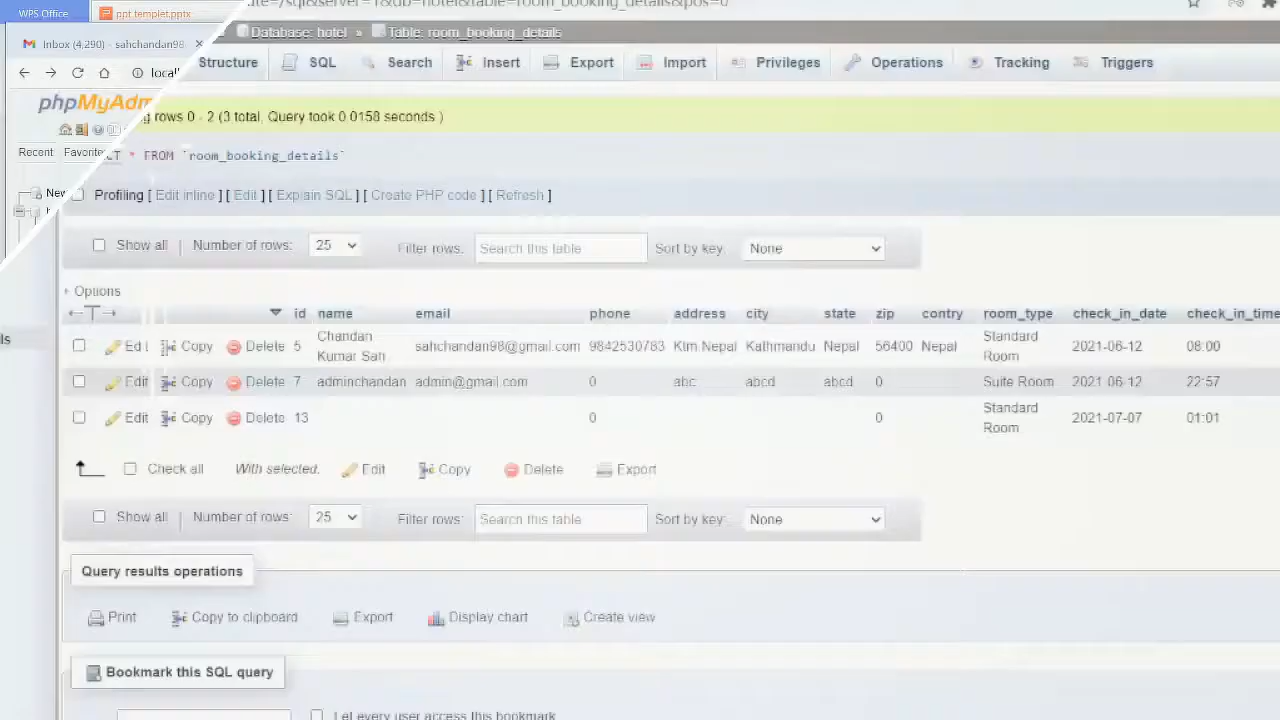 WPS Office ppt templet.pptx
Inbox (4,290) - sahchandan98
Database: hotel » Table: room_booking_details
Structure SQL Search Insert Export Import Privileges Operations Tracking Triggers
phpMyAdm
rows 0 - 2 (3 total, Query took 0.0158 seconds.)
Recent Favorite
* FROM `room_booking_details`
New
Profiling [ Edit inline ] [ Edit ] [ Explain SQL ] [ Create PHP code ] [ Refresh ]
Show all | Number of rows: 25 Filter rows: Search this table Sort by key: None
+ Options
id name email phone address city state zip contry room_type check_in_date check_in_time
Edit Copy Delete 5 Chandan Kumar Sah sahchandan98@gmail.com 9842530783 Ktm,Nepal Kathmandu Nepal 56400 Nepal Standard Room 2021-06-12 08:00
Edit Copy Delete 7 adminchandan admin@gmail.com 0 abc abcd abcd 0 Suite Room 2021-06-12 22:57
Edit Copy Delete 13 0 0 Standard Room 2021-07-07 01:01
Check all With selected: Edit Copy Delete Export
Show all | Number of rows: 25 Filter rows: Search this table Sort by key: None
Query results operations
Print Copy to clipboard Export Display chart Create view
Bookmark this SQL query
Let every user access this bookmark